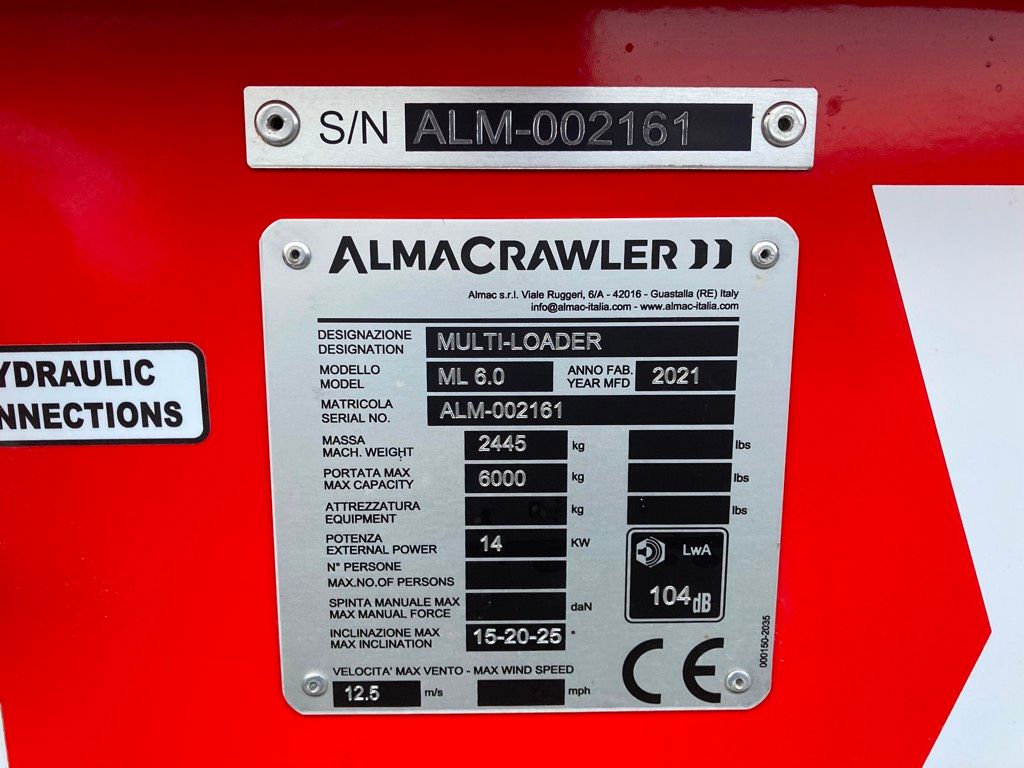 S/N ALM-002161
ALMACRAWLER
Almac s.r.l. Viale Ruggeri, 6/A - 42016 - Guastalla (RE) Italy
info@almac-italia.com - www.almac-italia.com
DESIGNAZIONE
DESIGNATION
MULTI-LOADER
MODELLO
MODEL
ML 6.0
ANNO FAB.
YEAR MFD
2021
MATRICOLA
SERIAL NO.
ALM-002161
MASSA
MACH. WEIGHT
2445 kg lbs
PORTATA MAX
MAX CAPACITY
6000 kg lbs
ATTREZZATURA
EQUIPMENT
kg lbs
POTENZA
EXTERNAL POWER
14 KW
N° PERSONE
MAX.NO.OF PERSONS
SPINTA MANUALE MAX
MAX MANUAL FORCE
daN
INCLINAZIONE MAX
MAX INCLINATION
15-20-25 °
VELOCITA' MAX VENTO - MAX WIND SPEED
12.5 m/s mph
LwA
104 dB
CE
000150-2035
YDRAULIC
NNECTIONS